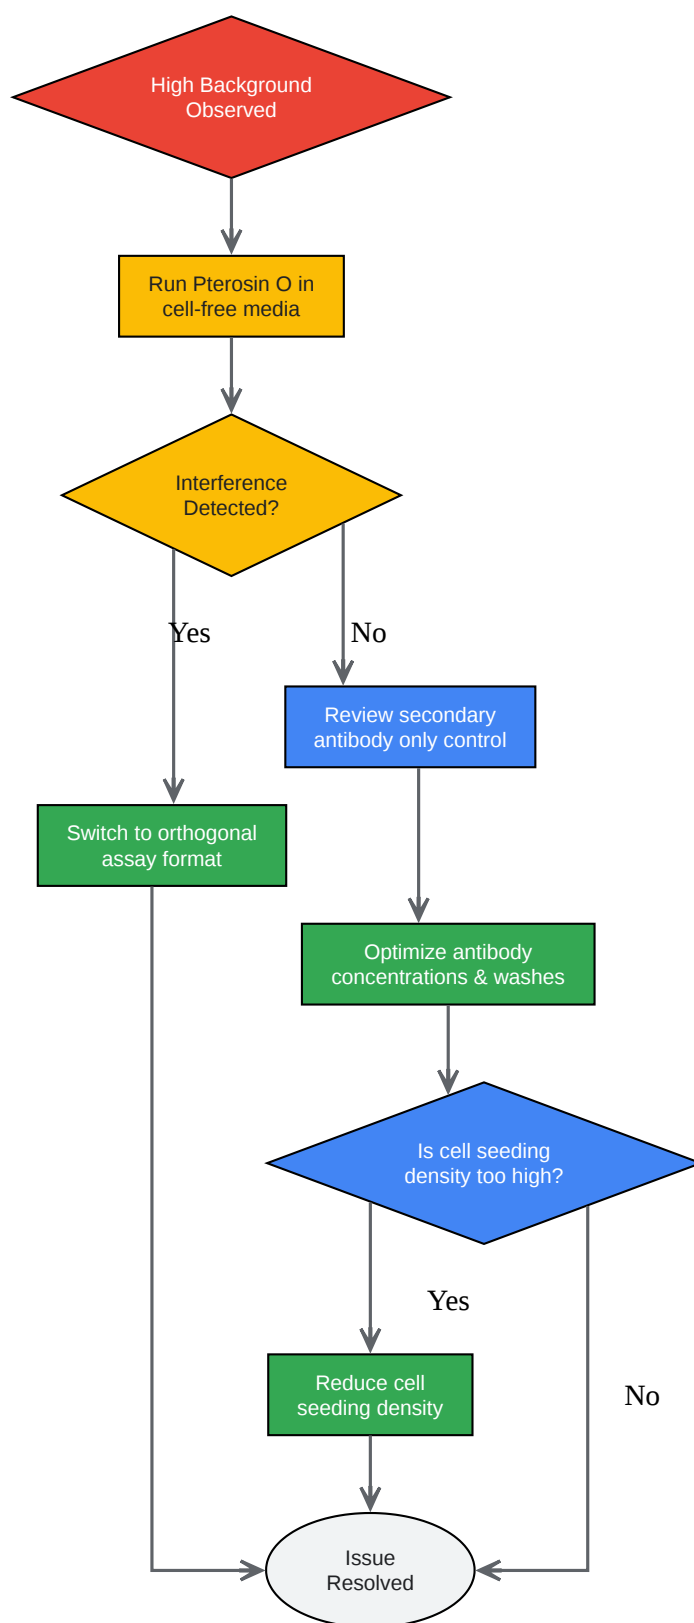 High Background
Observed
Run Pterosin O in
cell-free media
Interference
Detected?
Yes
No
Review secondary
antibody only control
Switch to orthogonal
assay format
Optimize antibody
concentrations & washes
Is cell seeding
density too high?
Yes
Reduce cell
seeding density
No
Issue
Resolved